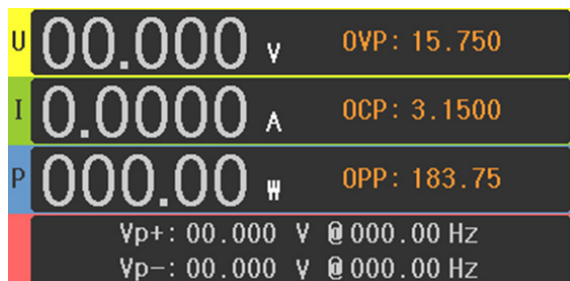 U 00.000 V OVP: 15.750
I 0.0000 A OCP: 3.1500
P 000.00 W OPP: 183.75
Vp+: 00.000 V @000.00 Hz
Vp-: 00.000 V @000.00 Hz